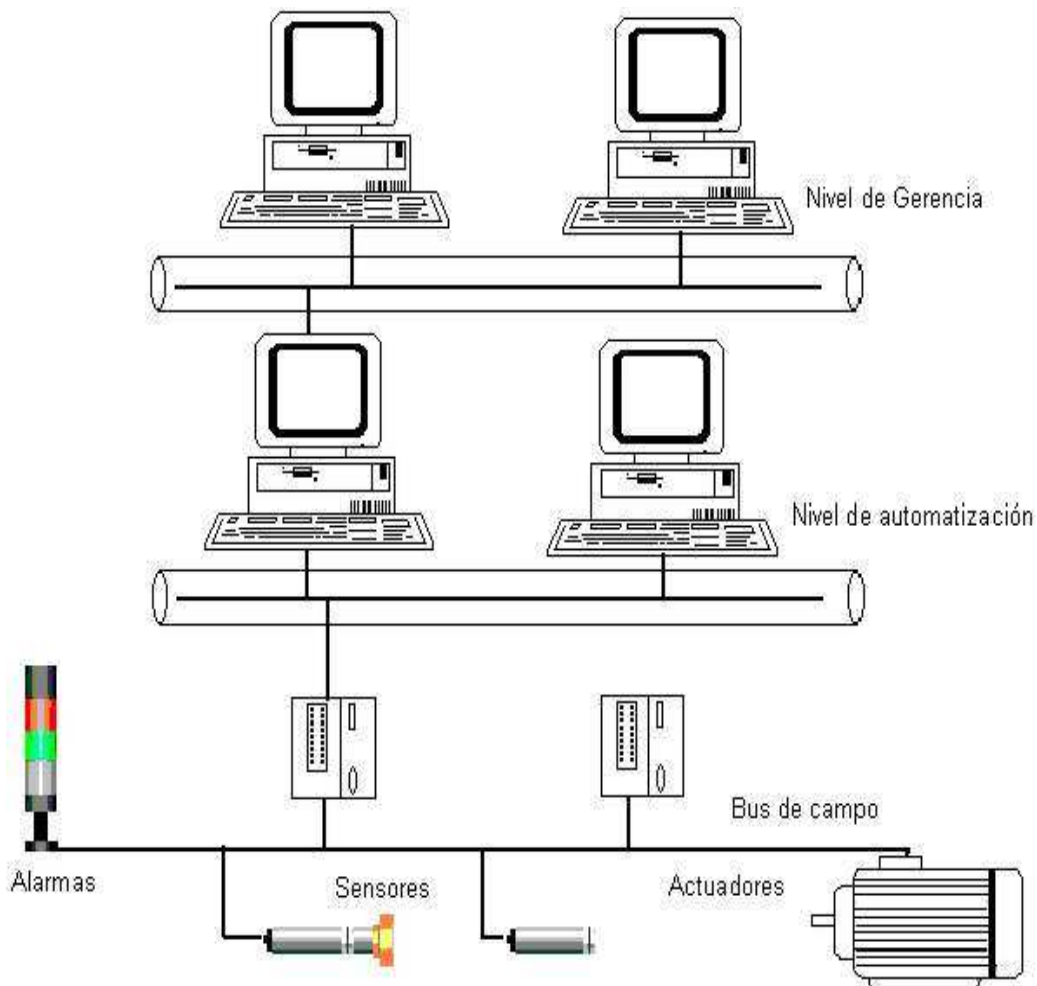 Nivel de Gerencia
Nivel de automatización
Bus de campo
Alarmas
Sensores
Actuadores